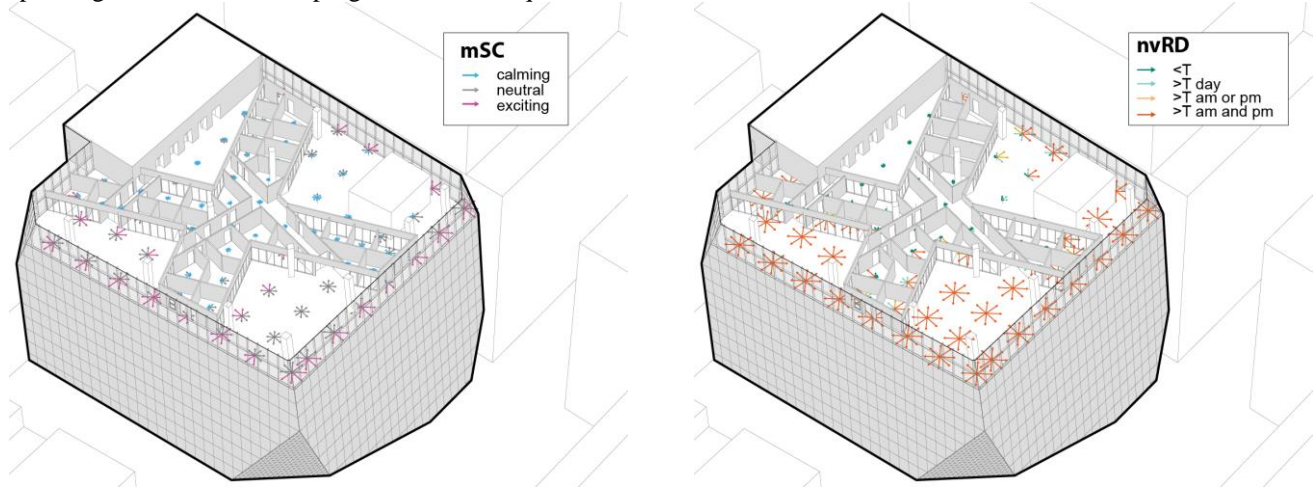 mSC
calming
neutral
exciting
nvRD
<T
>T day
>T am or pm
>T am and pm